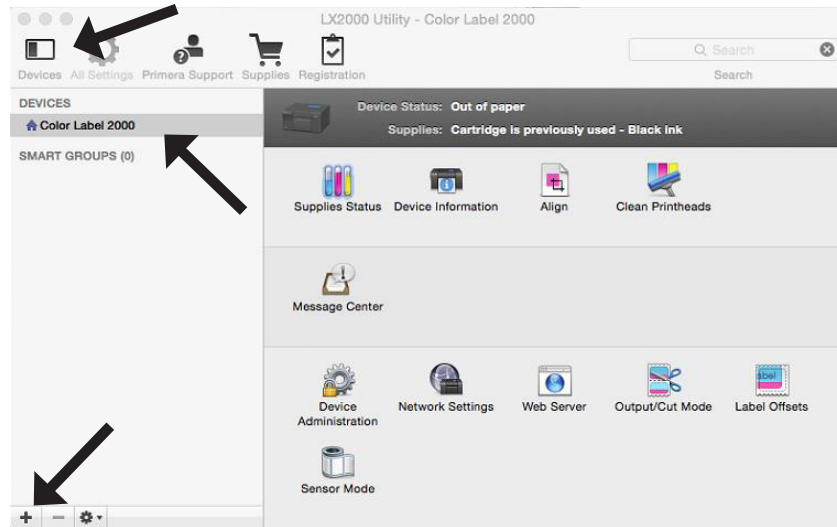 LX2000 Utility - Color Label 2000
Devices All Settings Primera Support Supplies Registration
Search
Search
DEVICES
Color Label 2000
SMART GROUPS (0)
Device Status: Out of paper
Supplies: Cartridge is previously used - Black ink
Supplies Status Device Information Align Clean Printheads
Message Center
Device Administration
Network Settings Web Server Output/Cut Mode Label Offsets
Sensor Mode